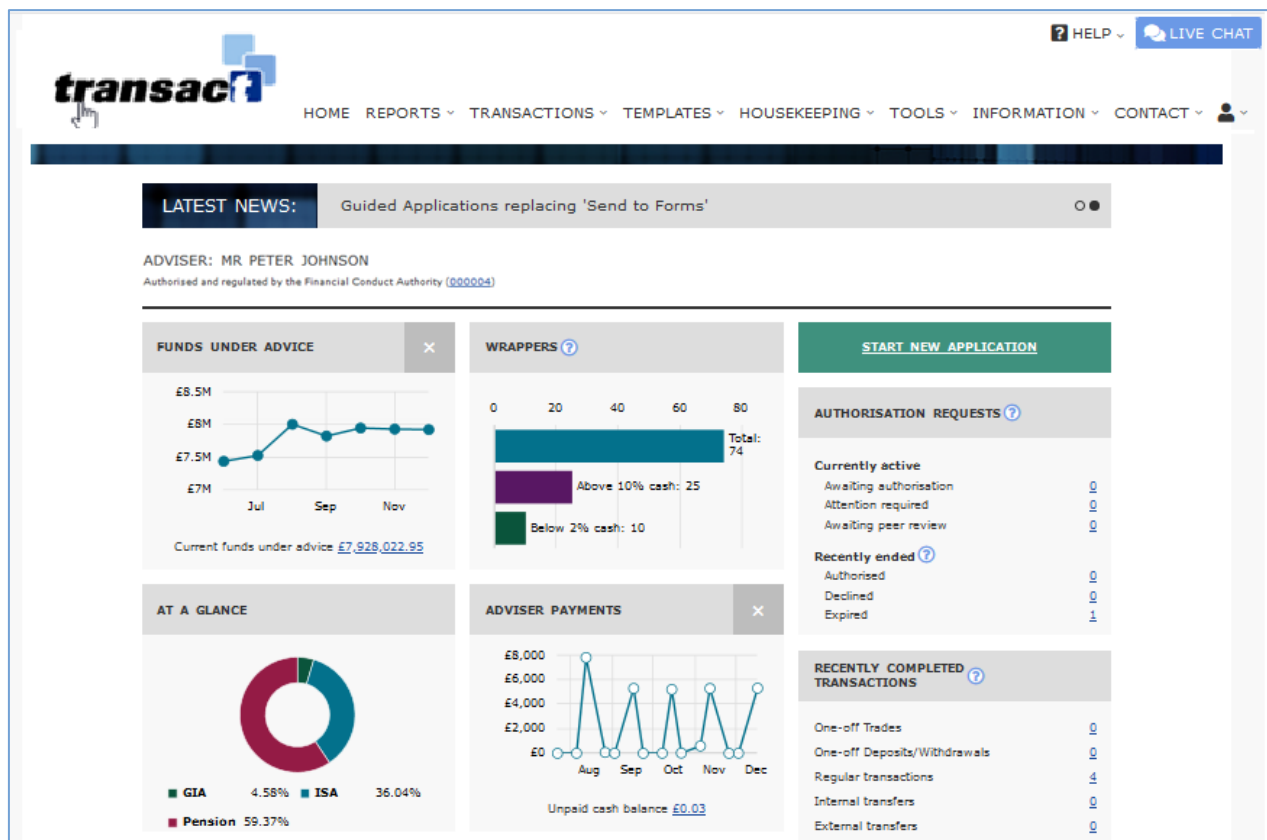 HELP
LIVE CHAT
transact
HOME REPORTS TRANSACTIONS TEMPLATES HOUSEKEEPING TOOLS INFORMATION CONTACT
LATEST NEWS: Guided Applications replacing 'Send to Forms'
ADVISER: MR PETER JOHNSON
Authorised and regulated by the Financial Conduct Authority (000004)
FUNDS UNDER ADVICE ×
£8.5M
£8M
£7.5M
£7M
Jul Sep Nov
Current funds under advice £7,928,022.95
WRAPPERS ?
0 20 40 60 80
Total:
74
Above 10% cash: 25
Below 2% cash: 10
START NEW APPLICATION
AUTHORISATION REQUESTS ?
Currently active
Awaiting authorisation 0
Attention required 0
Awaiting peer review 0
Recently ended ?
Authorised 0
Declined 0
Expired 1
AT A GLANCE
GIA 4.58% ISA 36.04%
Pension 59.37%
ADVISER PAYMENTS ×
£8,000
£6,000
£4,000
£2,000
£0
Aug Sep Oct Nov Dec
Unpaid cash balance £0.03
RECENTLY COMPLETED
TRANSACTIONS ?
One-off Trades 0
One-off Deposits/Withdrawals 0
Regular transactions 4
Internal transfers 0
External transfers 0